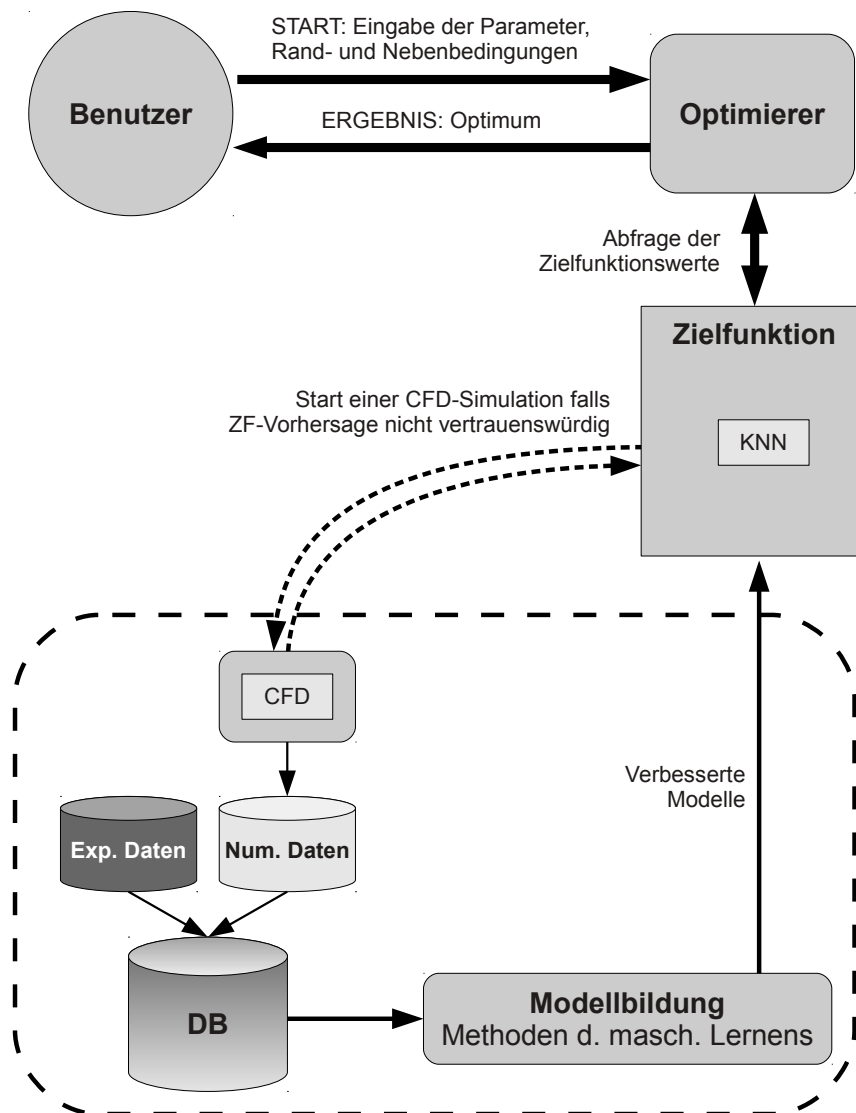 START: Eingabe der Parameter,
Rand- und Nebenbedingungen
Benutzer
Optimierer
ERGEBNIS: Optimum
Abfrage der
Zielfunktionswerte
Zielfunktion
Start einer CFD-Simulation falls
ZF-Vorhersage nicht vertrauenswürdig
KNN
CFD
Verbesserte
Modelle
Exp. Daten
Num. Daten
DB
Modellbildung
Methoden d. masch. Lernens